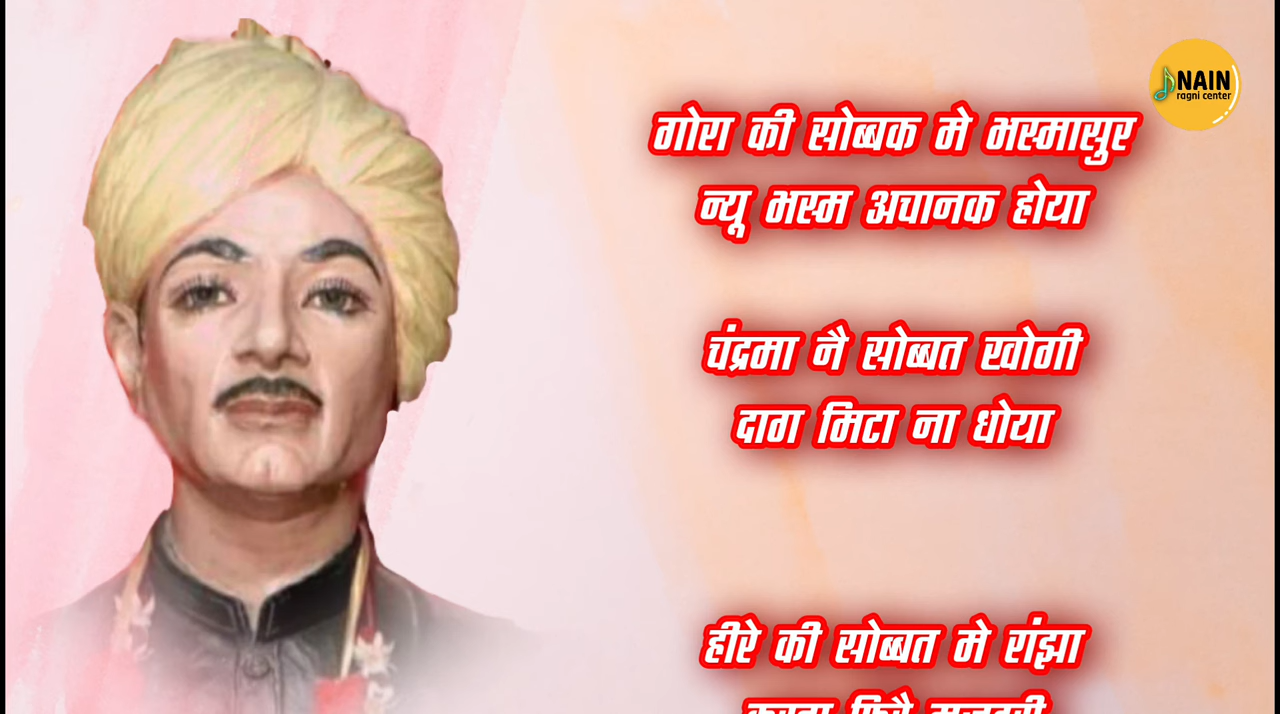 NAIN
ragni center
गोरा की सोब्बक मे भस्मासुर
न्यू भस्म अचानक होया
चंद्रमा नै सोब्बत खोगी
दाग मिटा ना धोया
हीरे की सोब्बत मे रांझा